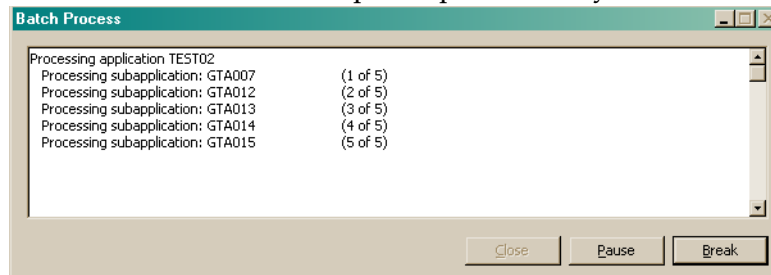 Batch Process
Processing application TEST02
Processing subapplication: GTA007 (1 of 5)
Processing subapplication: GTA012 (2 of 5)
Processing subapplication: GTA013 (3 of 5)
Processing subapplication: GTA014 (4 of 5)
Processing subapplication: GTA015 (5 of 5)
Close Pause Break